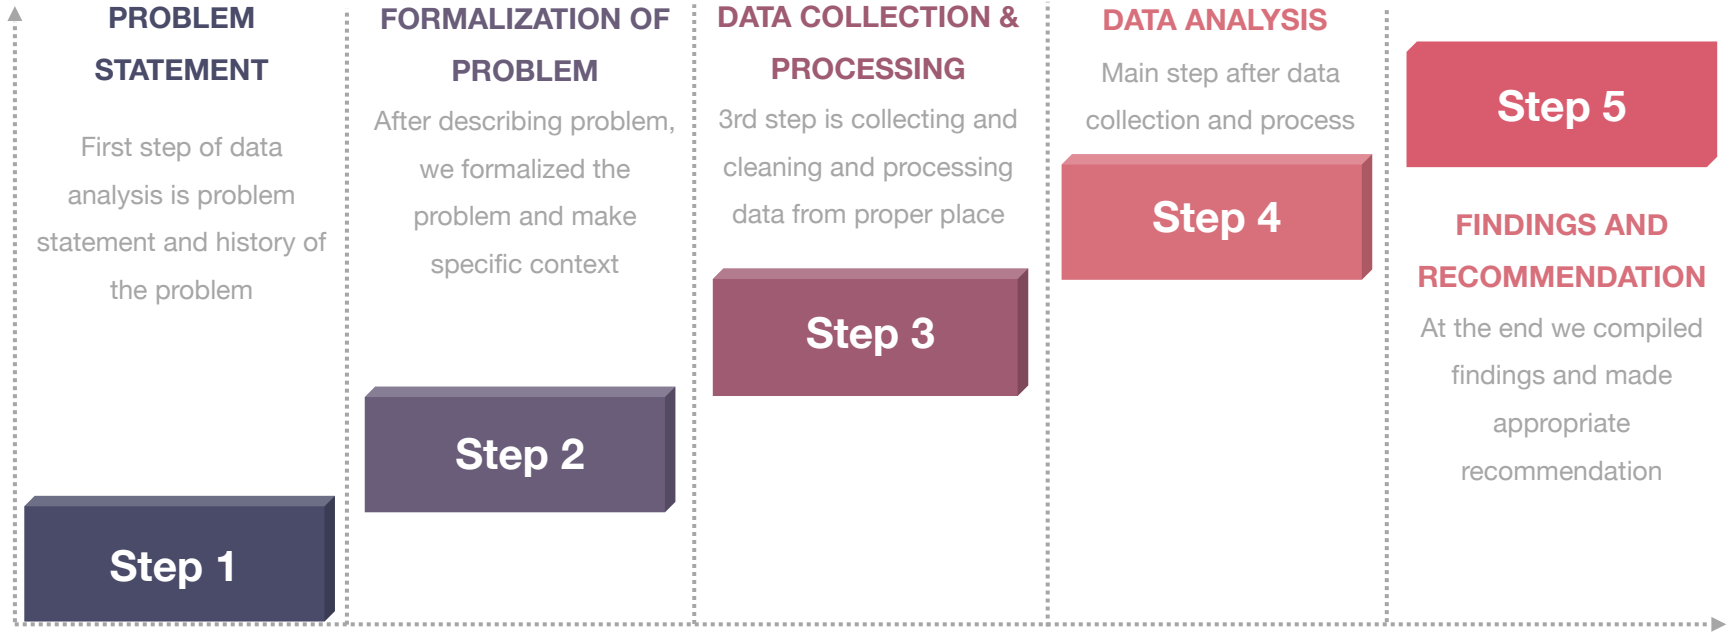 PROBLEM
STATEMENT
First step of data
analysis is problem
statement and history of
the problem
Step 1
FORMALIZATION OF
PROBLEM
After describing problem,
we formalized the
problem and make
specific context
Step 2
DATA COLLECTION &
PROCESSING
3rd step is collecting and
cleaning and processing
data from proper place
Step 3
DATA ANALYSIS
Main step after data
collection and process
Step 4
Step 5
FINDINGS AND
RECOMMENDATION
At the end we compiled
findings and made
appropriate
recommendation